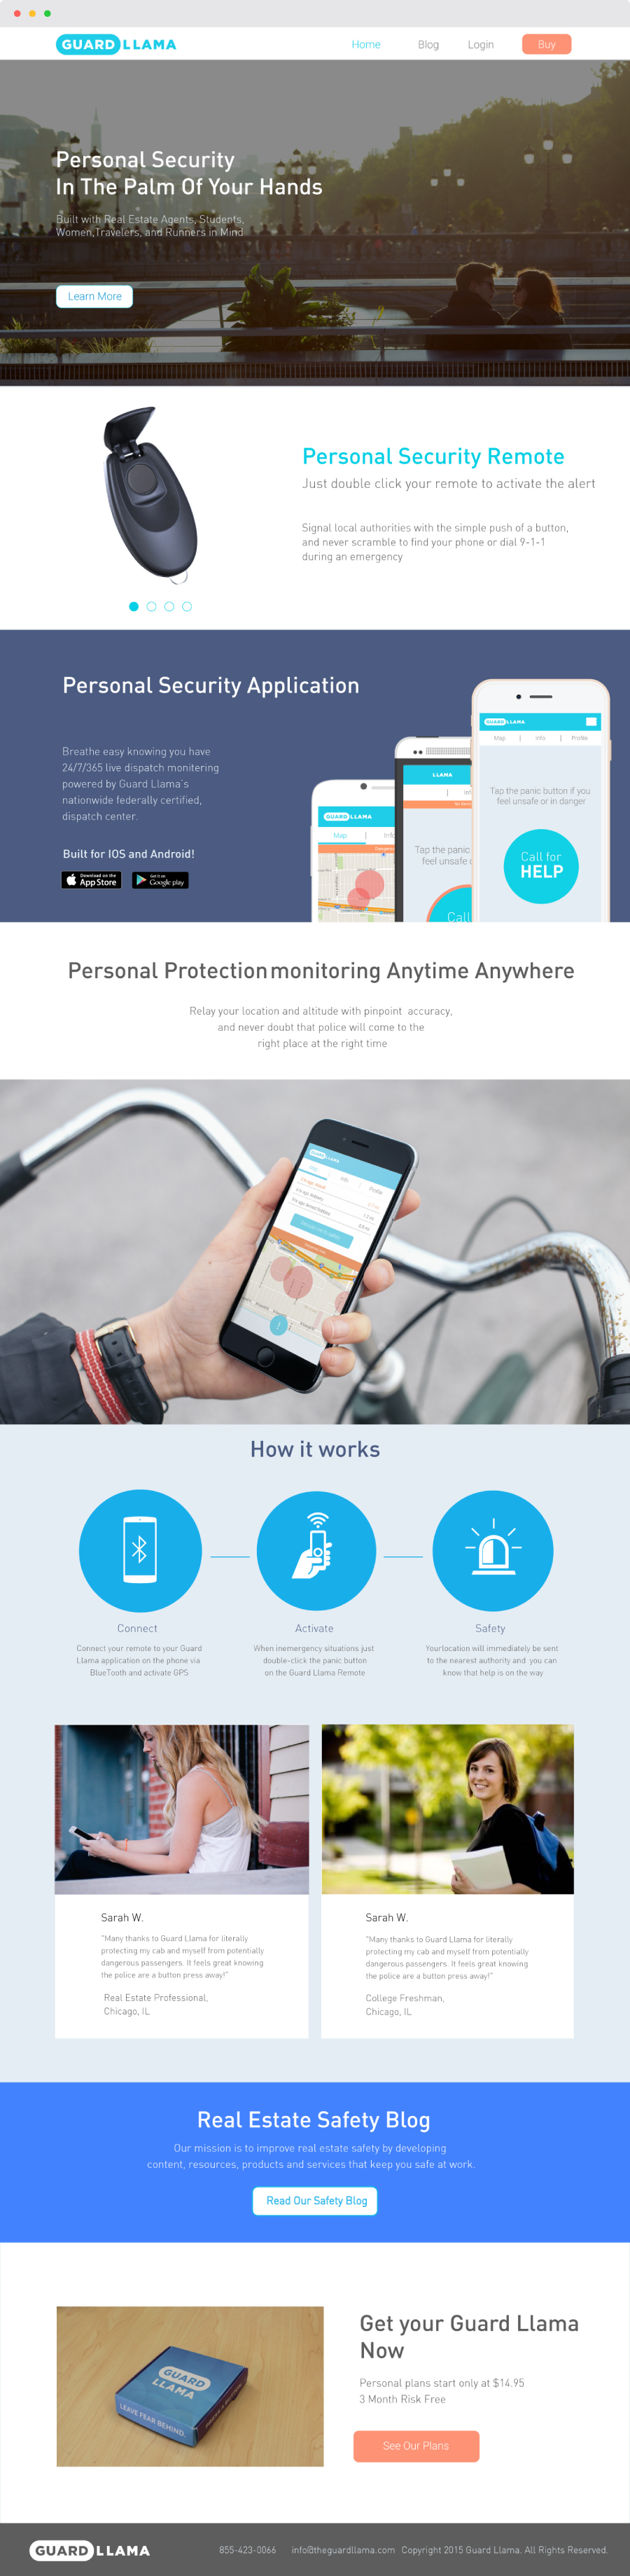 GUARD LLAMA
Home
Blog
Login
Buy
Personal Security
In The Palm Of Your Hands
Built with Real Estate Agents, Students,
Women,Travelers, and Runners in Mind
Learn More
Personal Security Remote
Just double click your remote to activate the alert
Signal local authorities with the simple push of a button,
and never scramble to find your phone or dial 9-1-1
during an emergency
Personal Security Application
Breathe easy knowing you have
24/7/365 live dispatch monitering
powered by Guard Llama's
nationwide federally certified,
dispatch center.
Built for IOS and Android!
Download on the
App Store
Get it on
Google play
GUARD LLAMA
Map
Info
LLAMA
Tap the panic
feel unsafe
Call
GUARD LLAMA
Map | Info | Profile
Tap the panic button if you
feel unsafe or in danger
Call for
HELP
Personal Protection monitoring Anytime Anywhere
Relay your location and altitude with pinpoint accuracy,
and never doubt that police will come to the
right place at the right time
GUARD LLAMA
Map
Info
Profile
How it works
Connect
Connect your remote to your Guard
Llama application on the phone via
BlueTooth and activate GPS
Activate
When inemergency situations just
double-click the panic button
on the Guard Llama Remote
Safety
Yourlocation will immediately be sent
to the nearest authority and you can
know that help is on the way
Sarah W.
"Many thanks to Guard Llama for literally
protecting my cab and myself from potentially
dangerous passengers. It feels great knowing
the police are a button press away!"
Real Estate Professional,
Chicago, IL
Sarah W.
"Many thanks to Guard Llama for literally
protecting my cab and myself from potentially
dangerous passengers. It feels great knowing
the police are a button press away!"
College Freshman,
Chicago, IL
Real Estate Safety Blog
Our mission is to improve real estate safety by developing
content, resources, products and services that keep you safe at work.
Read Our Safety Blog
GUARD
LLAMA
LEAVE FEAR BEHIND.
Get your Guard Llama
Now
Personal plans start only at $14.95
3 Month Risk Free
See Our Plans
GUARD LLAMA
855-423-0066
info@theguardllama.com
Copyright 2015 Guard Llama. All Rights Reserved.